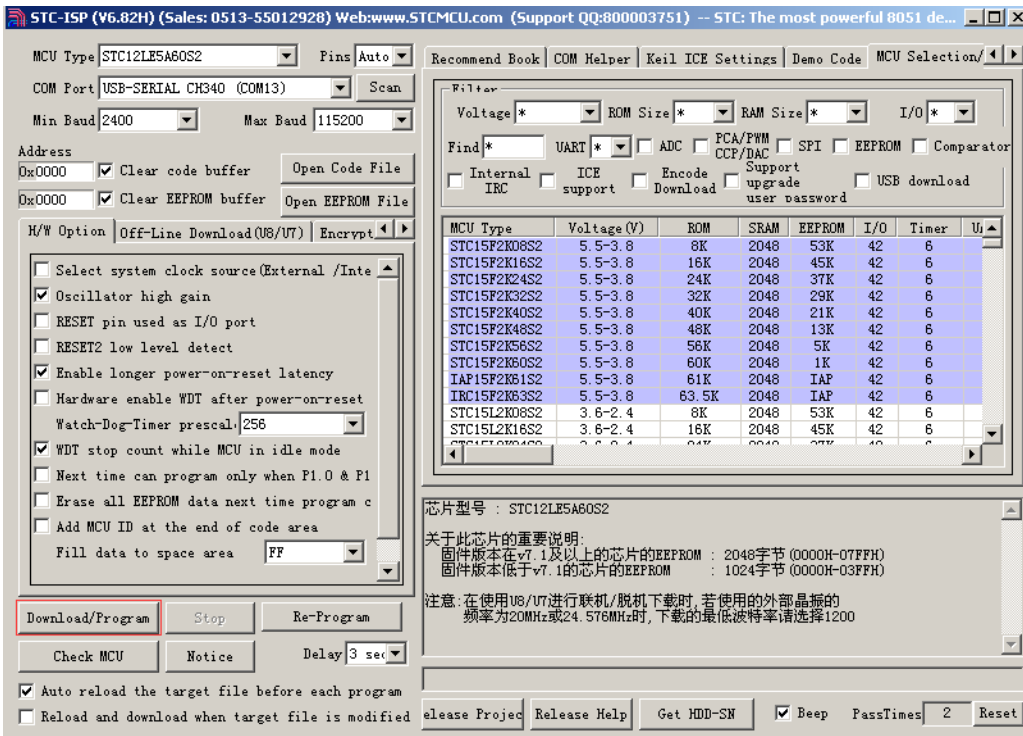 STC-ISP (V6.82H) (Sales: 0513-55012928) Web:www.STCMCU.com (Support QQ:800003751) -- STC: The most powerful 8051 de...
MCU Type STC12LE5A60S2 Pins Auto
COM Port USB-SERIAL CH340 (COM13) Scan
Min Baud 2400 Max Baud 115200
Address
0x0000 Clear code buffer Open Code File
0x0000 Clear EEPROM buffer Open EEPROM File
H/W Option Off-Line Download(U8/U7) Encrypt
Select system clock source(External /Inte
Oscillator high gain
RESET pin used as I/O port
RESET2 low level detect
Enable longer power-on-reset latency
Hardware enable WDT after power-on-reset
Watch-Dog-Timer prescal 256
WDT stop count while MCU in idle mode
Next time can program only when P1.0 & P1
Erase all EEPROM data next time program c
Add MCU ID at the end of code area
Fill data to space area FF
Download/Program Stop Re-Program
Check MCU Notice Delay 3 sec
Auto reload the target file before each program
Reload and download when target file is modified
Recommend Book COM Helper Keil ICE Settings Demo Code MCU Selection/
Filter
Voltage * ROM Size * RAM Size * I/O *
Find * UART * ADC PCA/PWM CCP/DAC SPI EEPROM Comparator
Internal IRC ICE support Encode Download Support upgrade user password USB download
MCU Type Voltage(V) ROM SRAM EEPROM I/O Timer
STC15F2K08S2 5.5-3.8 8K 2048 53K 42 6
STC15F2K16S2 5.5-3.8 16K 2048 45K 42 6
STC15F2K24S2 5.5-3.8 24K 2048 37K 42 6
STC15F2K32S2 5.5-3.8 32K 2048 29K 42 6
STC15F2K40S2 5.5-3.8 40K 2048 21K 42 6
STC15F2K48S2 5.5-3.8 48K 2048 13K 42 6
STC15F2K56S2 5.5-3.8 56K 2048 5K 42 6
STC15F2K60S2 5.5-3.8 60K 2048 1K 42 6
IAP15F2K61S2 5.5-3.8 61K 2048 IAP 42 6
IRC15F2K63S2 5.5-3.8 63.5K 2048 IAP 42 6
STC15L2K08S2 3.6-2.4 8K 2048 53K 42 6
STC15L2K16S2 3.6-2.4 16K 2048 45K 42 6
芯片型号 : STC12LE5A60S2
关于此芯片的重要说明:
固件版本在v7.1及以上的芯片的EEPROM : 2048字节(0000H-07FFH)
固件版本低于v7.1的芯片的EEPROM : 1024字节(0000H-03FFH)
注意:在使用U8/U7进行联机/脱机下载时,若使用的外部晶振的
频率为20MHz或24.576MHz时,下载的最低波特率请选择1200
elease Projec Release Help Get HDD-SN Beep PassTimes 2 Reset